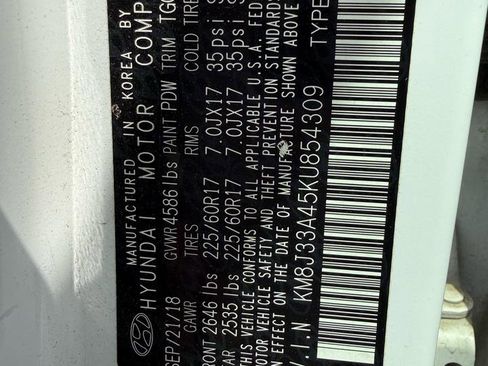 MANUFACTURED IN KOREA BY
HYUNDAI MOTOR COMP
SEP/21/18 GVWR 4586 lbs PAINT PDW TRIM TGG
GAWR TIRES RIMS COLD TIRE
RONT 2646 lbs 225/60R17 7.0JX17 35psi
EAR 2535 lbs 225/60R17 7.0JX17 35psi S
VEHICLE CONFORMS TO ALL APPLICABLE U.S.A. FED
MOTOR VEHICLE SAFETY AND THEFT PREVENTION STANDARDS
IN EFFECT ON THE DATE OF MANUFACTURE SHOWN ABOVE
V.I.N KM8J33A45KU854309 TYPE